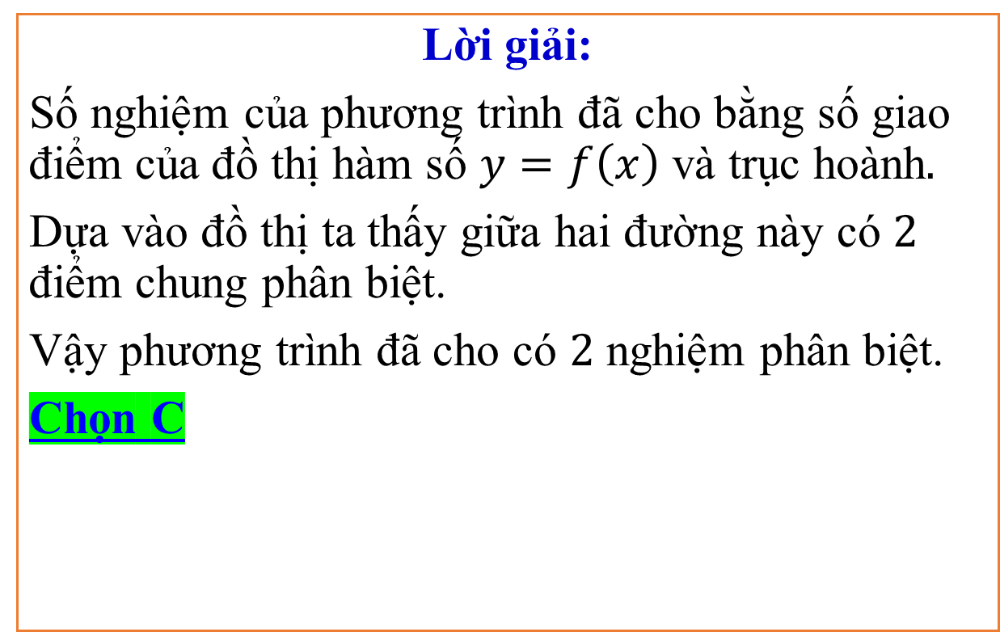 Lời giải:
Số nghiệm của phương trình đã cho bằng số giao
điểm của đồ thị hàm số y = f(x) và trục hoành.
Dựa vào đồ thị ta thấy giữa hai đường này có 2
điểm chung phân biệt.
Vậy phương trình đã cho có 2 nghiệm phân biệt.
Chọn C